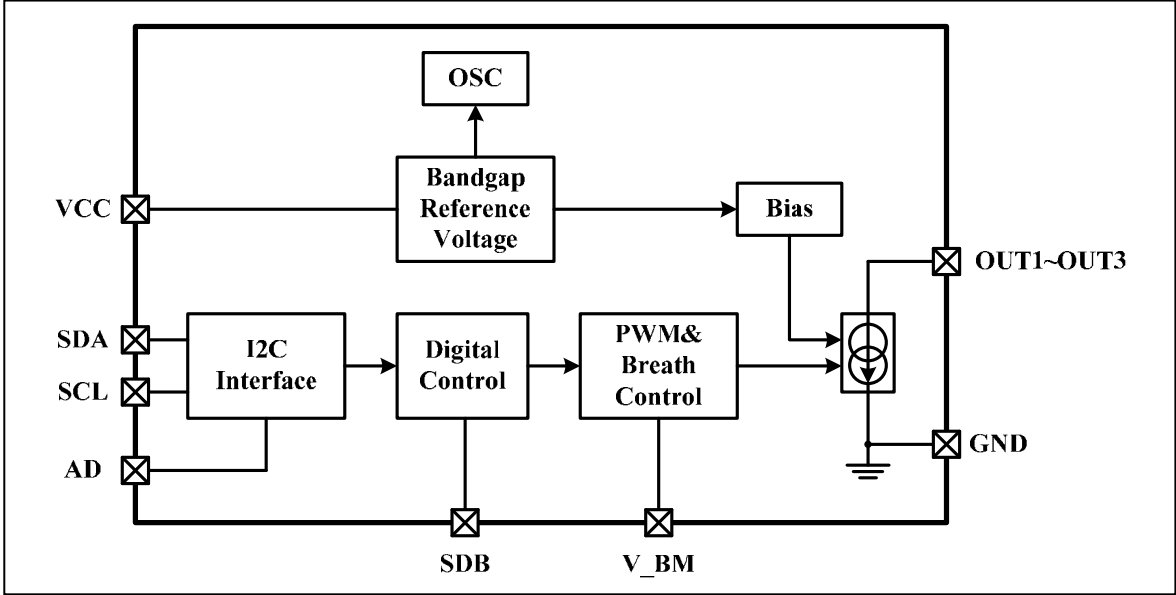 OSC
VCC
Bandgap
Reference
Voltage
Bias
OUT1~OUT3
SDA
SCL
AD
I2C
Interface
Digital
Control
PWM&
Breath
Control
GND
SDB
V_BM